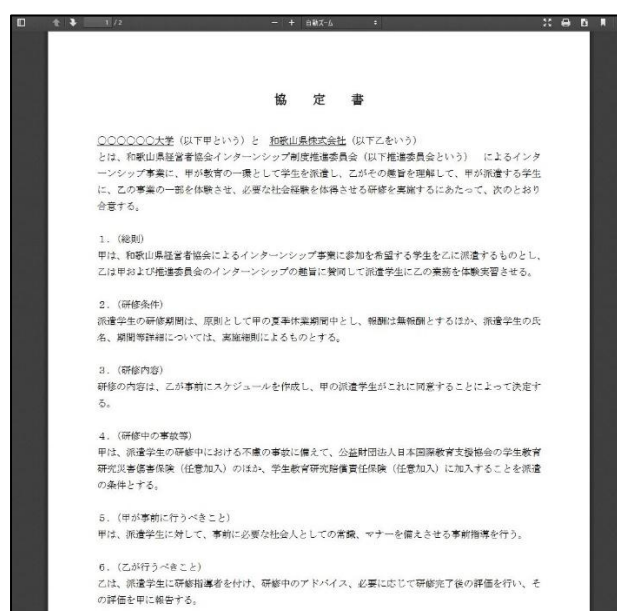 1 / 2
自動ズーム
協 定 書
〇〇〇〇〇〇大学（以下甲という）と 和歌山県株式会社（以下乙をいう）
とは、和歌山県経営者協会インターンシップ制度推進委員会（以下推進委員会という） によるインタ
ーンシップ事業に、甲が教育の一環として学生を派遣し、乙がその趣旨を理解して、甲が派遣する学生
に、乙の事業の一部を体験させ、必要な社会経験を体得させる研修を実施するにあたって、次のとおり
合意する。
1．（総則）
甲は、和歌山県経営者協会によるインターンシップ事業に参加を希望する学生を乙に派遣するものとし、
乙は甲および推進委員会のインターンシップの趣旨に賛同して派遣学生に乙の業務を体験実習させる。
2．（研修条件）
派遣学生の研修期間は、原則として甲の夏季休業期間中とし、報酬は無報酬とするほか、派遣学生の氏
名、期間等詳細については、実施細則によるものとする。
3．（研修内容）
研修の内容は、乙が事前にスケジュールを作成し、甲の派遣学生がこれに同意することによって決定す
る。
4．（研修中の事故等）
甲は、派遣学生の研修中における不慮の事故に備えて、公益財団法人日本国際教育支援協会の学生教育
研究災害傷害保険（任意加入）のほか、学生教育研究賠償責任保険（任意加入）に加入することを派遣
の条件とする。
5．（甲が事前に行うべきこと）
甲は、派遣学生に対して、事前に必要な社会人としての常識、マナーを備えさせる事前指導を行う。
6．（乙が行うべきこと）
乙は、派遣学生に研修指導者を付け、研修中のアドバイス、必要に応じて研修完了後の評価を行い、そ
の評価を甲に報告する。